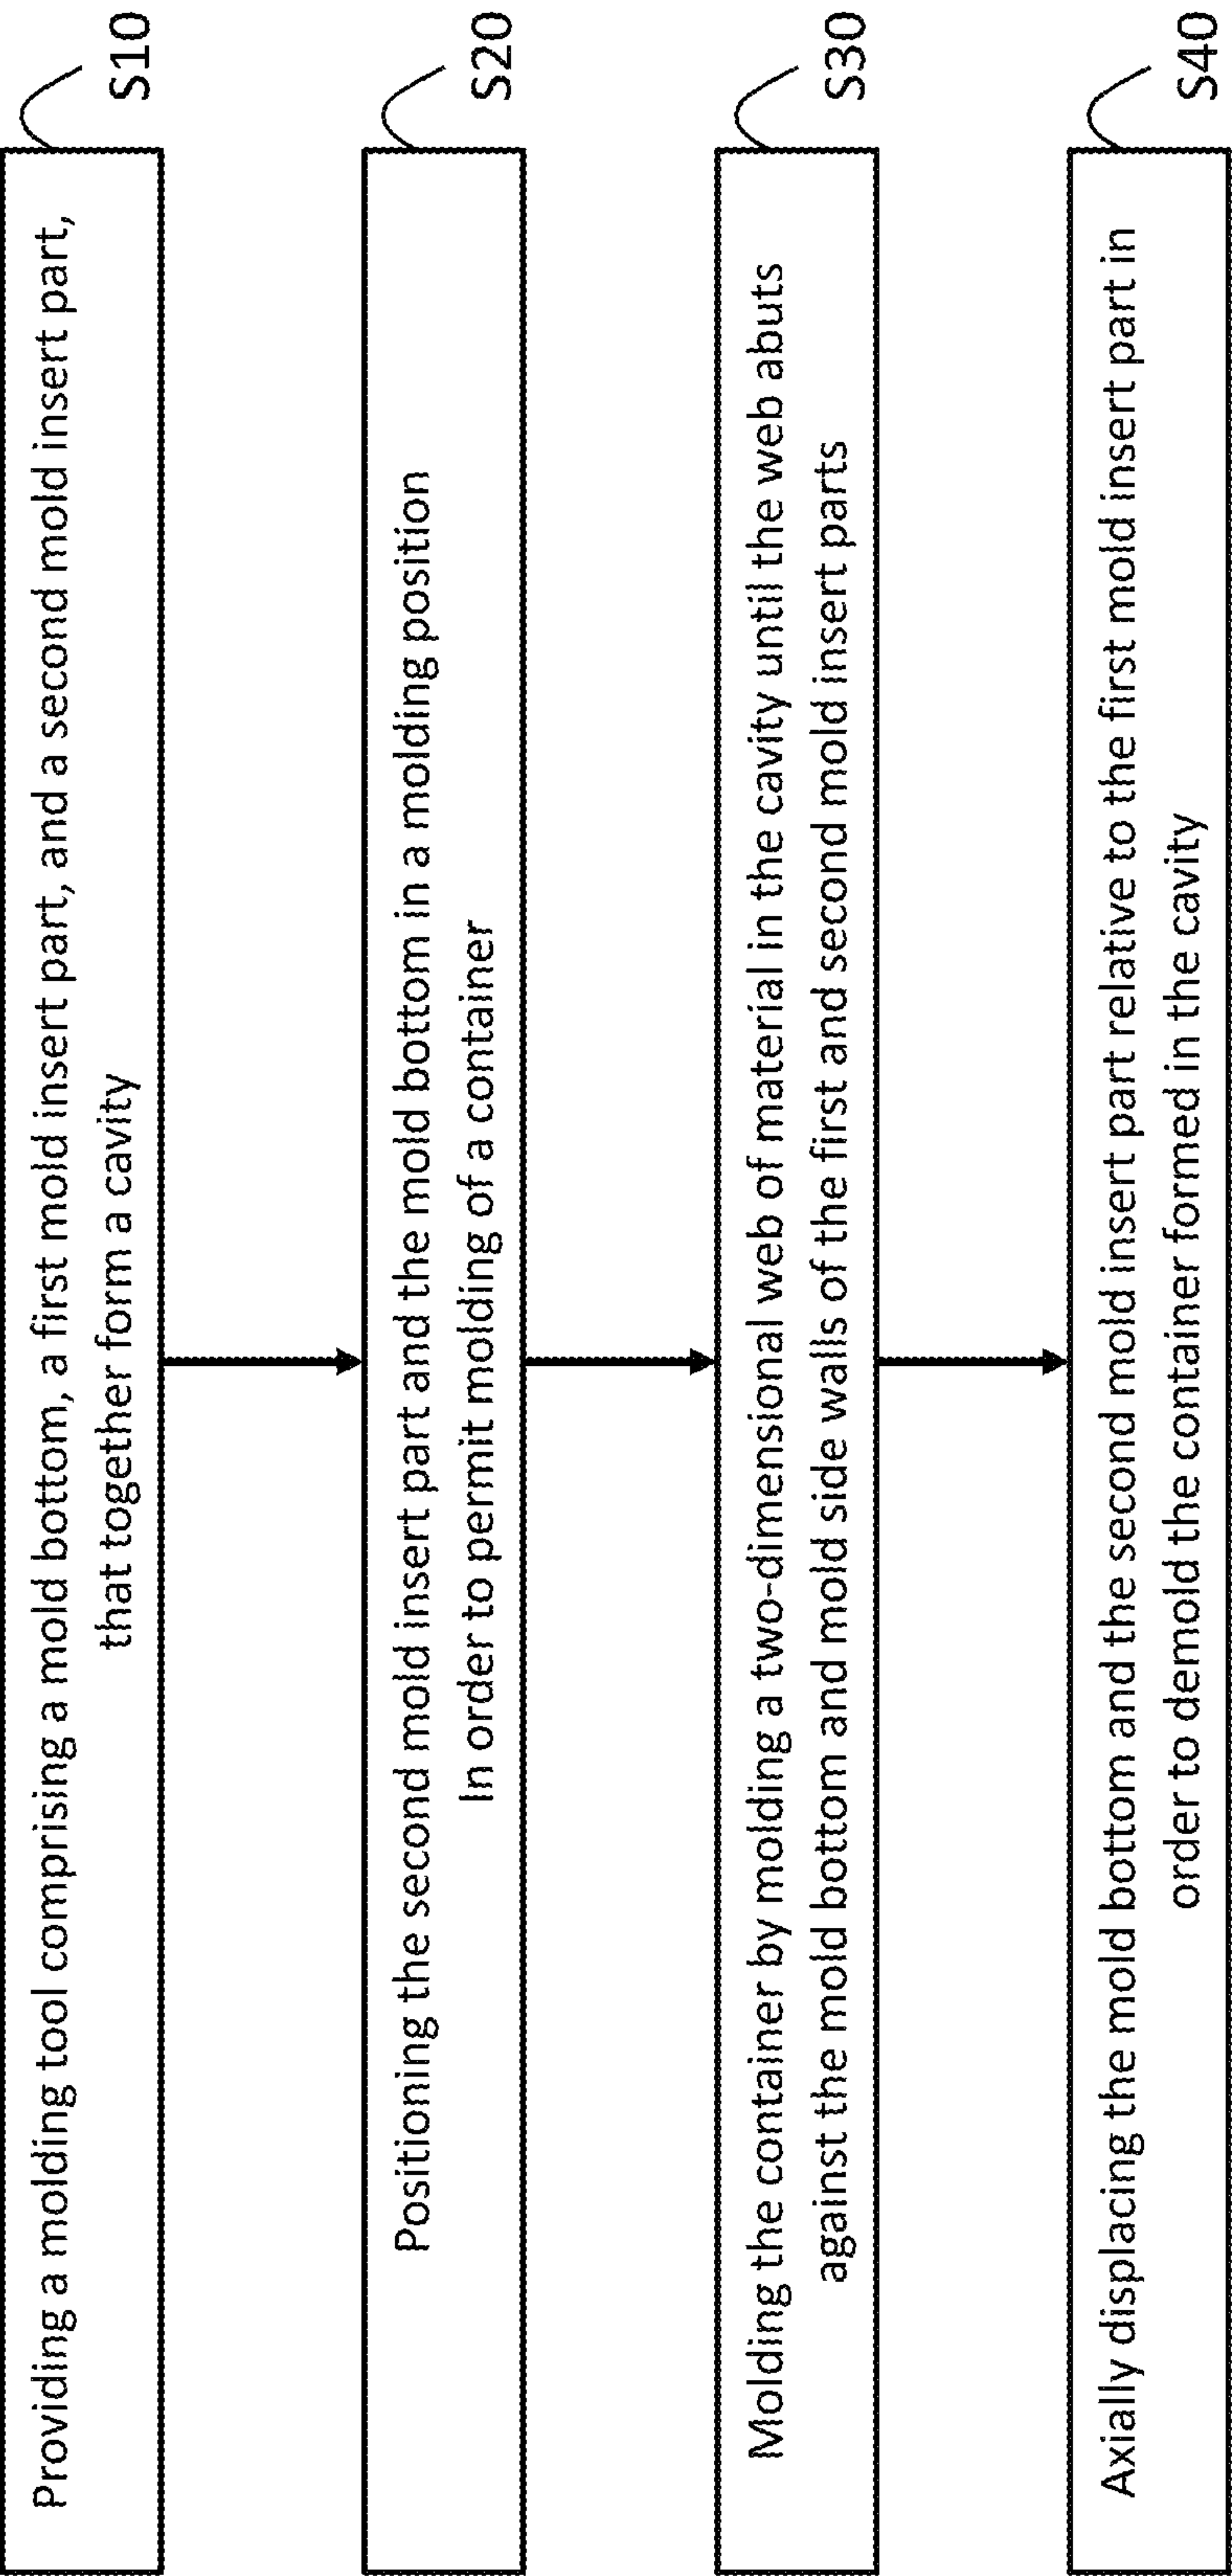 Providing a molding tool comprising a mold bottom, a first mold insert part, and a second mold insert part,
that together form a cavity
S10
Positioning the second mold insert part and the mold bottom in a molding position
In order to permit molding of a container
S20
Molding the container by molding a two-dimensional web of material in the cavity until the web abuts
against the mold bottom and mold side walls of the first and second mold insert parts
S30
Axially displacing the mold bottom and the second mold insert part relative to the first mold insert part in
order to demold the container formed in the cavity
S40